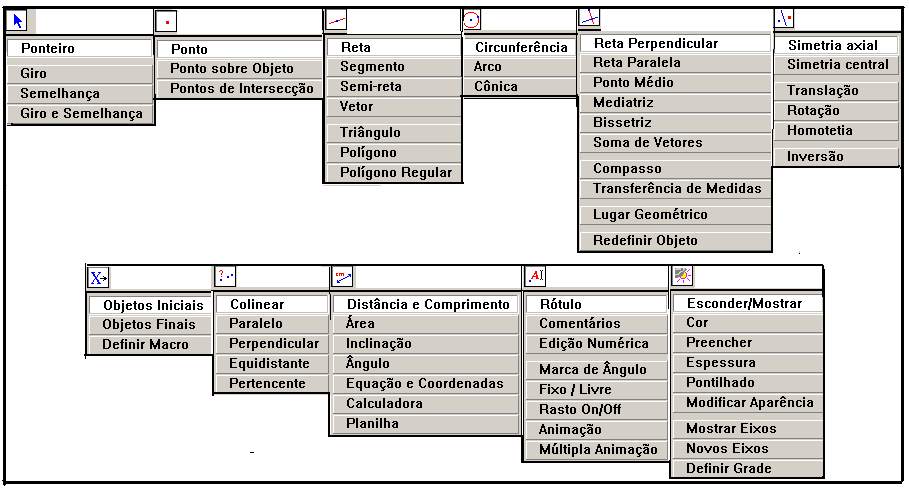 Ponteiro
Giro
Semelhança
Giro e Semelhança
Ponto
Ponto sobre Objeto
Pontos de Intersecção
Reta
Segmento
Semi-reta
Vetor
Triângulo
Polígono
Polígono Regular
Circunferência
Arco
Cônica
Reta Perpendicular
Reta Paralela
Ponto Médio
Mediatriz
Bissetriz
Soma de Vetores
Compasso
Transferência de Medidas
Lugar Geométrico
Redefinir Objeto
Simetria axial
Simetria central
Translação
Rotação
Homotetia
Inversão
X
Objetos Iniciais
Objetos Finais
Definir Macro
?
Colinear
Paralelo
Perpendicular
Equidistante
Pertencente
cm
Distância e Comprimento
Área
Inclinação
Ângulo
Equação e Coordenadas
Calculadora
Planilha
A
Rótulo
Comentários
Edição Numérica
Marca de Ângulo
Fixo / Livre
Rasto On/Off
Animação
Múltipla Animação
Esconder/Mostrar
Cor
Preencher
Espessura
Pontilhado
Modificar Aparência
Mostrar Eixos
Novos Eixos
Definir Grade